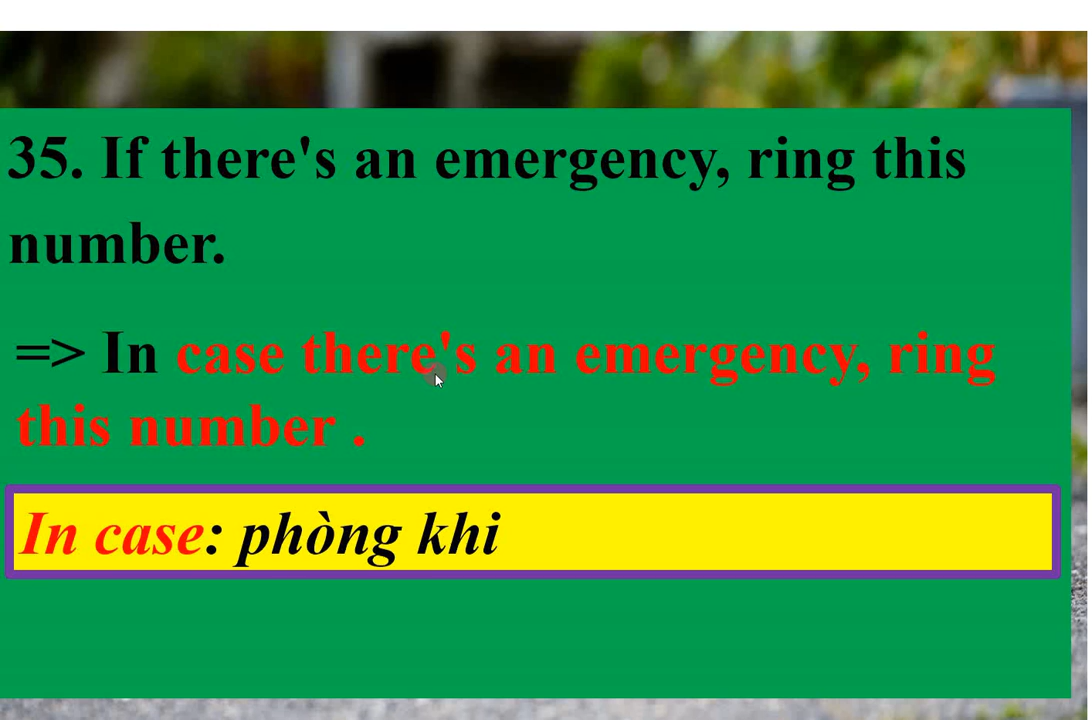 35. If there's an emergency, ring this
number.
=> In case there's an emergency, ring
this number .
In case: phòng khi